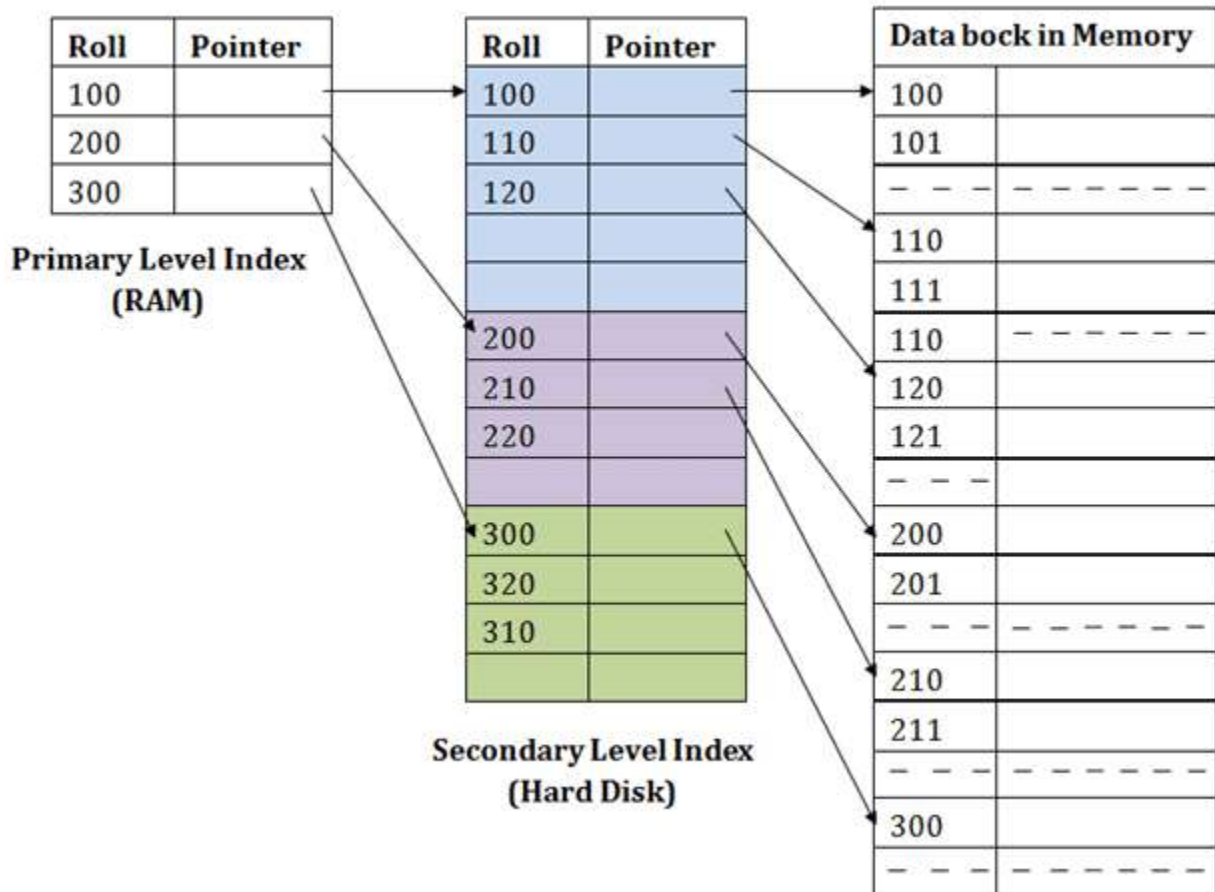 Roll Pointer
100
200
300
Primary Level Index
(RAM)
Roll Pointer
100
110
120
200
210
220
300
320
310
Secondary Level Index
(Hard Disk)
Data bock in Memory
100
101
— — — — — — — — —
110
111
110 — — — — — —
120
121
— — —
200
201
— — — — — — — — —
210
211
— — — — — — — — —
300
— — — — — — — — —